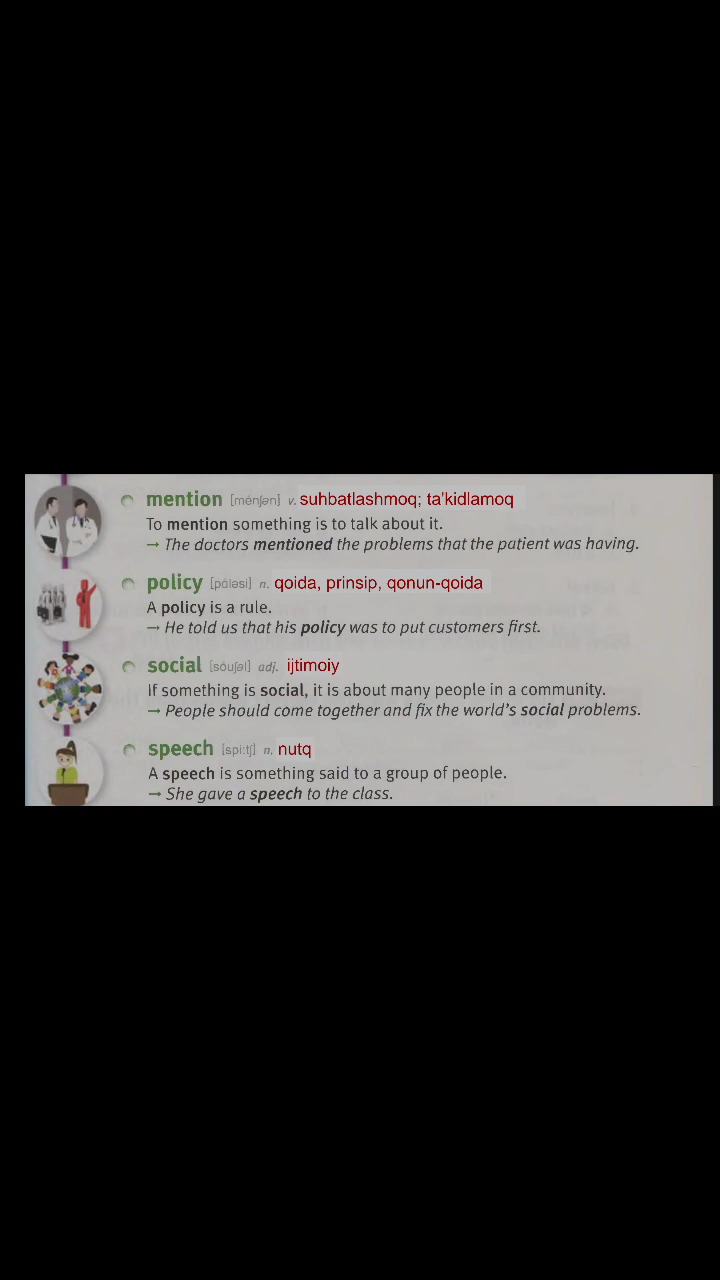 mention [ménʃən] v. suhbatlashmoq; ta'kidlamoq
To mention something is to talk about it.
→ The doctors mentioned the problems that the patient was having.
policy [páləsi] n. qoida, prinsip, qonun-qoida
A policy is a rule.
→ He told us that his policy was to put customers first.
social [sóuʃəl] adj. ijtimoiy
If something is social, it is about many people in a community.
→ People should come together and fix the world's social problems.
speech [spi:tʃ] n. nutq
A speech is something said to a group of people.
→ She gave a speech to the class.